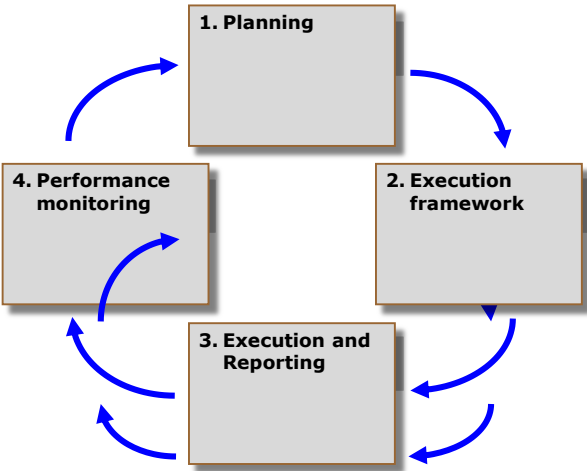 1. Planning
2. Execution
framework
3. Execution and
Reporting
4. Performance
monitoring